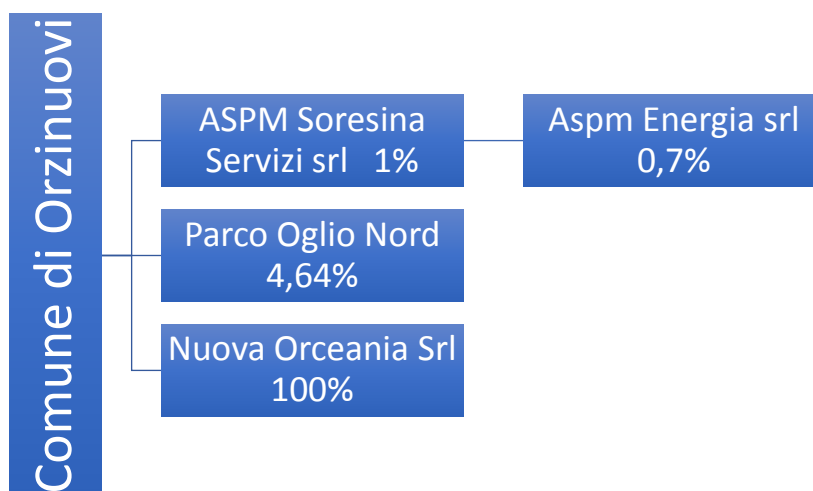 Comune di Orzinuovi
ASPM Soresina
Servizi srl 1%
Aspm Energia srl
0,7%
Parco Oglio Nord
4,64%
Nuova Orceania Srl
100%